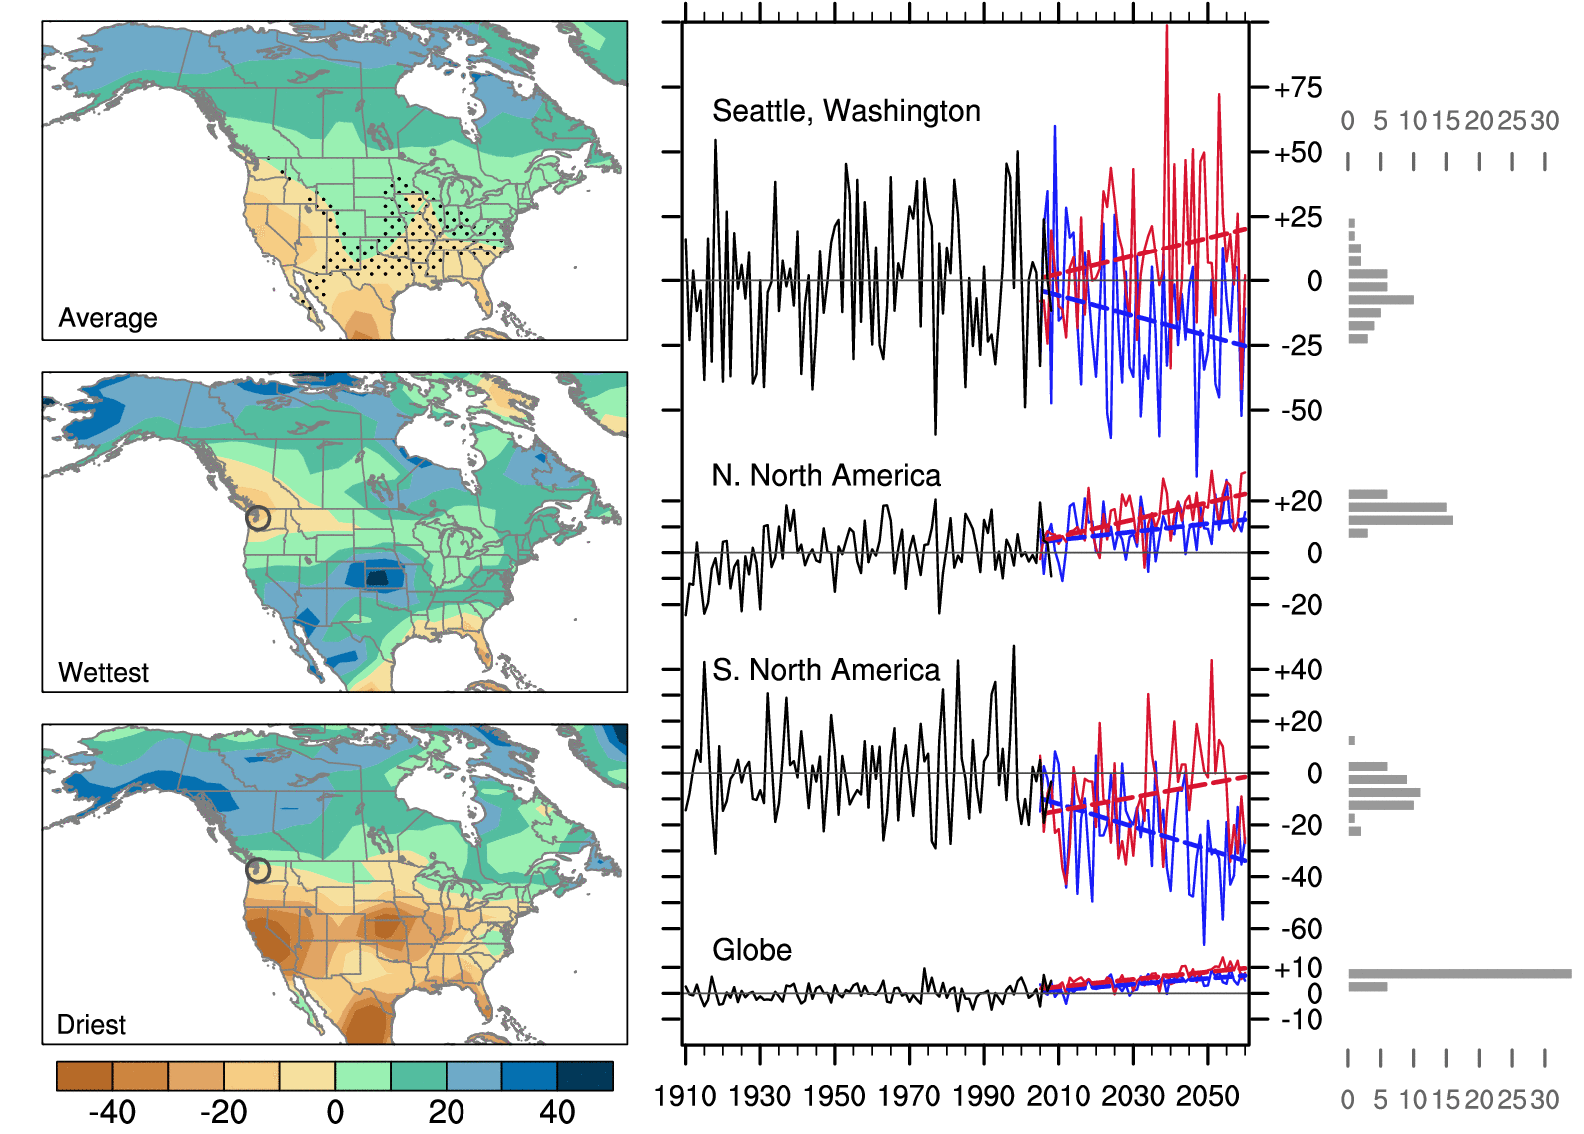 Average
Wettest
Driest
-40 -20 0 20 40
Seattle, Washington
+75
+50
+25
0
-25
-50
N. North America
+20
0
-20
S. North America
+40
+20
0
-20
-40
-60
Globe
+10
0
-10
1910 1930 1950 1970 1990 2010 2030 2050
0 5 10 15 20 25 30
0 5 10 15 20 25 30